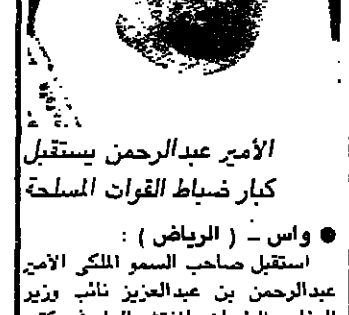 الأمير عبدالرحمن يستقبل
كبار ضباط القوات المسلحة
● واس ـ ( الرياض ) :
استقبل صاحب السمو الملكي الأمير
عبدالرحمن بن عبدالعزيز نائب وزير